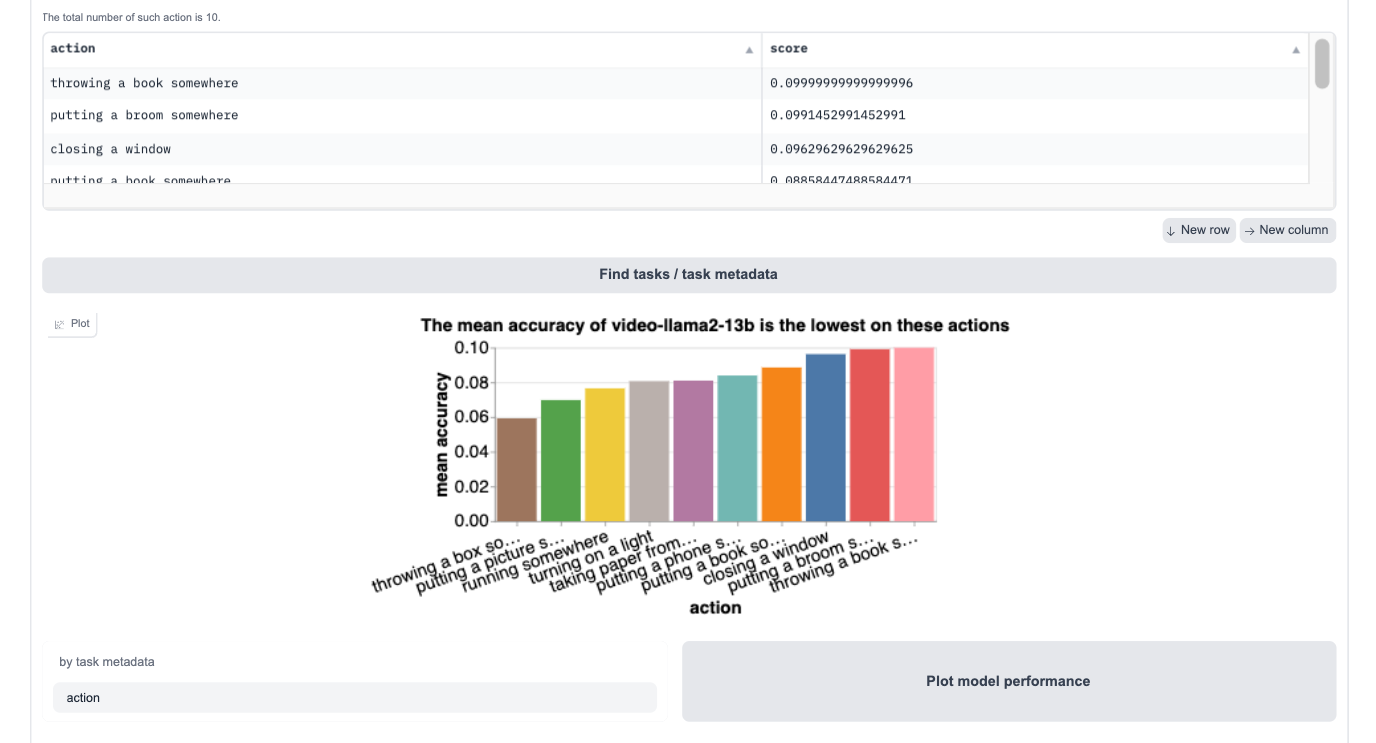 The total number of such action is 10.
action score
throwing a book somewhere 0.09999999999999996
putting a broom somewhere 0.0991452991452991
closing a window 0.09629629629629625
putting a book somewhere 0.08858447488584471
New row New column
Find tasks / task metadata
Plot
The mean accuracy of video-llama2-13b is the lowest on these actions
mean accuracy
0.10
0.08
0.06
0.04
0.02
0.00
throwing a box so...
putting a picture s...
running somewhere
turning on a light
taking paper from...
putting a phone s...
putting a book so...
closing a window
putting a broom s...
throwing a book s...
action
by task metadata
action
Plot model performance